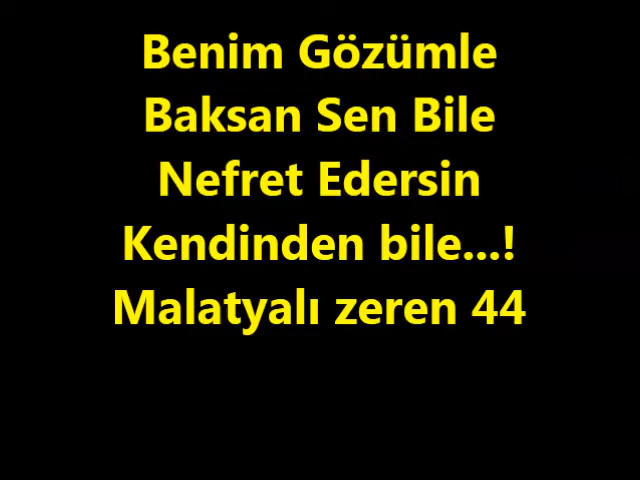 Benim Gözümle
Baksan Sen Bile
Nefret Edersin
Kendinden bile...!
Malatyalı zeren 44